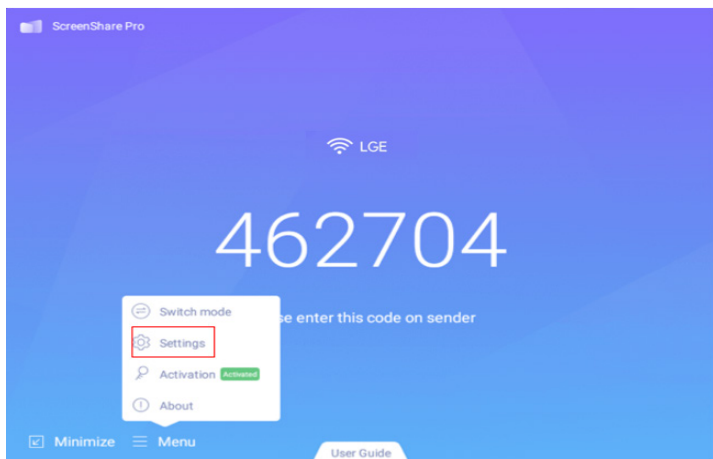 ScreenShare Pro
LGE
462704
Switch mode
se enter this code on sender
Settings
Activation Activated
About
Minimize Menu
User Guide